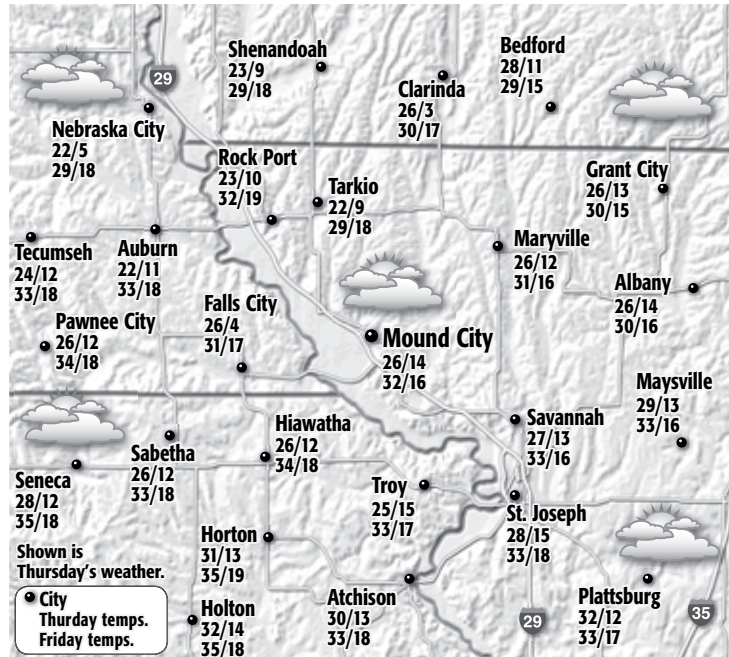 Shenandoah
23/9
29/18
Bedford
28/11
29/15
29
Clarinda
26/3
30/17
Nebraska City
22/5
29/18
Rock Port
23/10
32/19
Tarkio
22/9
29/18
Grant City
26/13
30/15
Tecumseh
24/12
33/18
Auburn
22/11
33/18
Maryville
26/12
31/16
Albany
26/14
30/16
Falls City
26/4
31/17
Pawnee City
26/12
34/18
Mound City
26/14
32/16
Maysville
29/13
33/16
Savannah
27/13
33/16
Hiawatha
26/12
34/18
Sabetha
26/12
33/18
Seneca
28/12
35/18
Troy
25/15
33/17
St. Joseph
28/15
33/18
Horton
31/13
35/19
Shown is
Thursday's weather.
City
Thurday temps.
Friday temps.
Holton
32/14
35/18
Atchison
30/13
33/18
29
Plattsburg
32/12
33/17
35